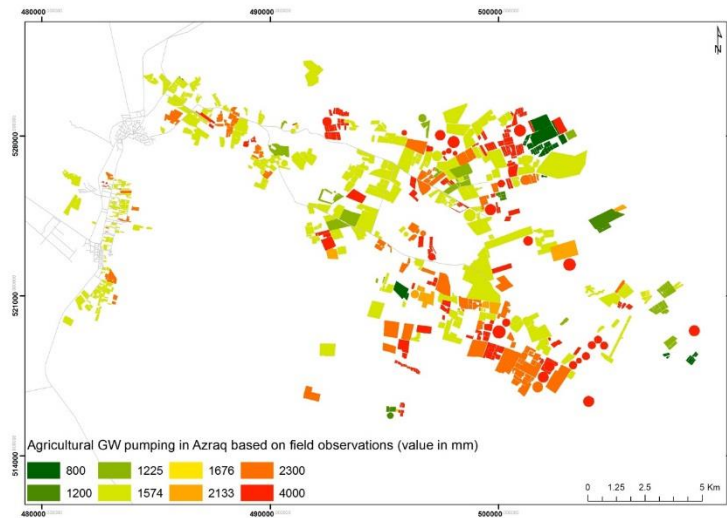 480000 490000 500000
N
528000
521000
514000
Agricultural GW pumping in Azraq based on field observations (value in mm)
800 1225 1676 2300
1200 1574 2133 4000
0 1.25 2.5 5 Km
480000 490000 500000